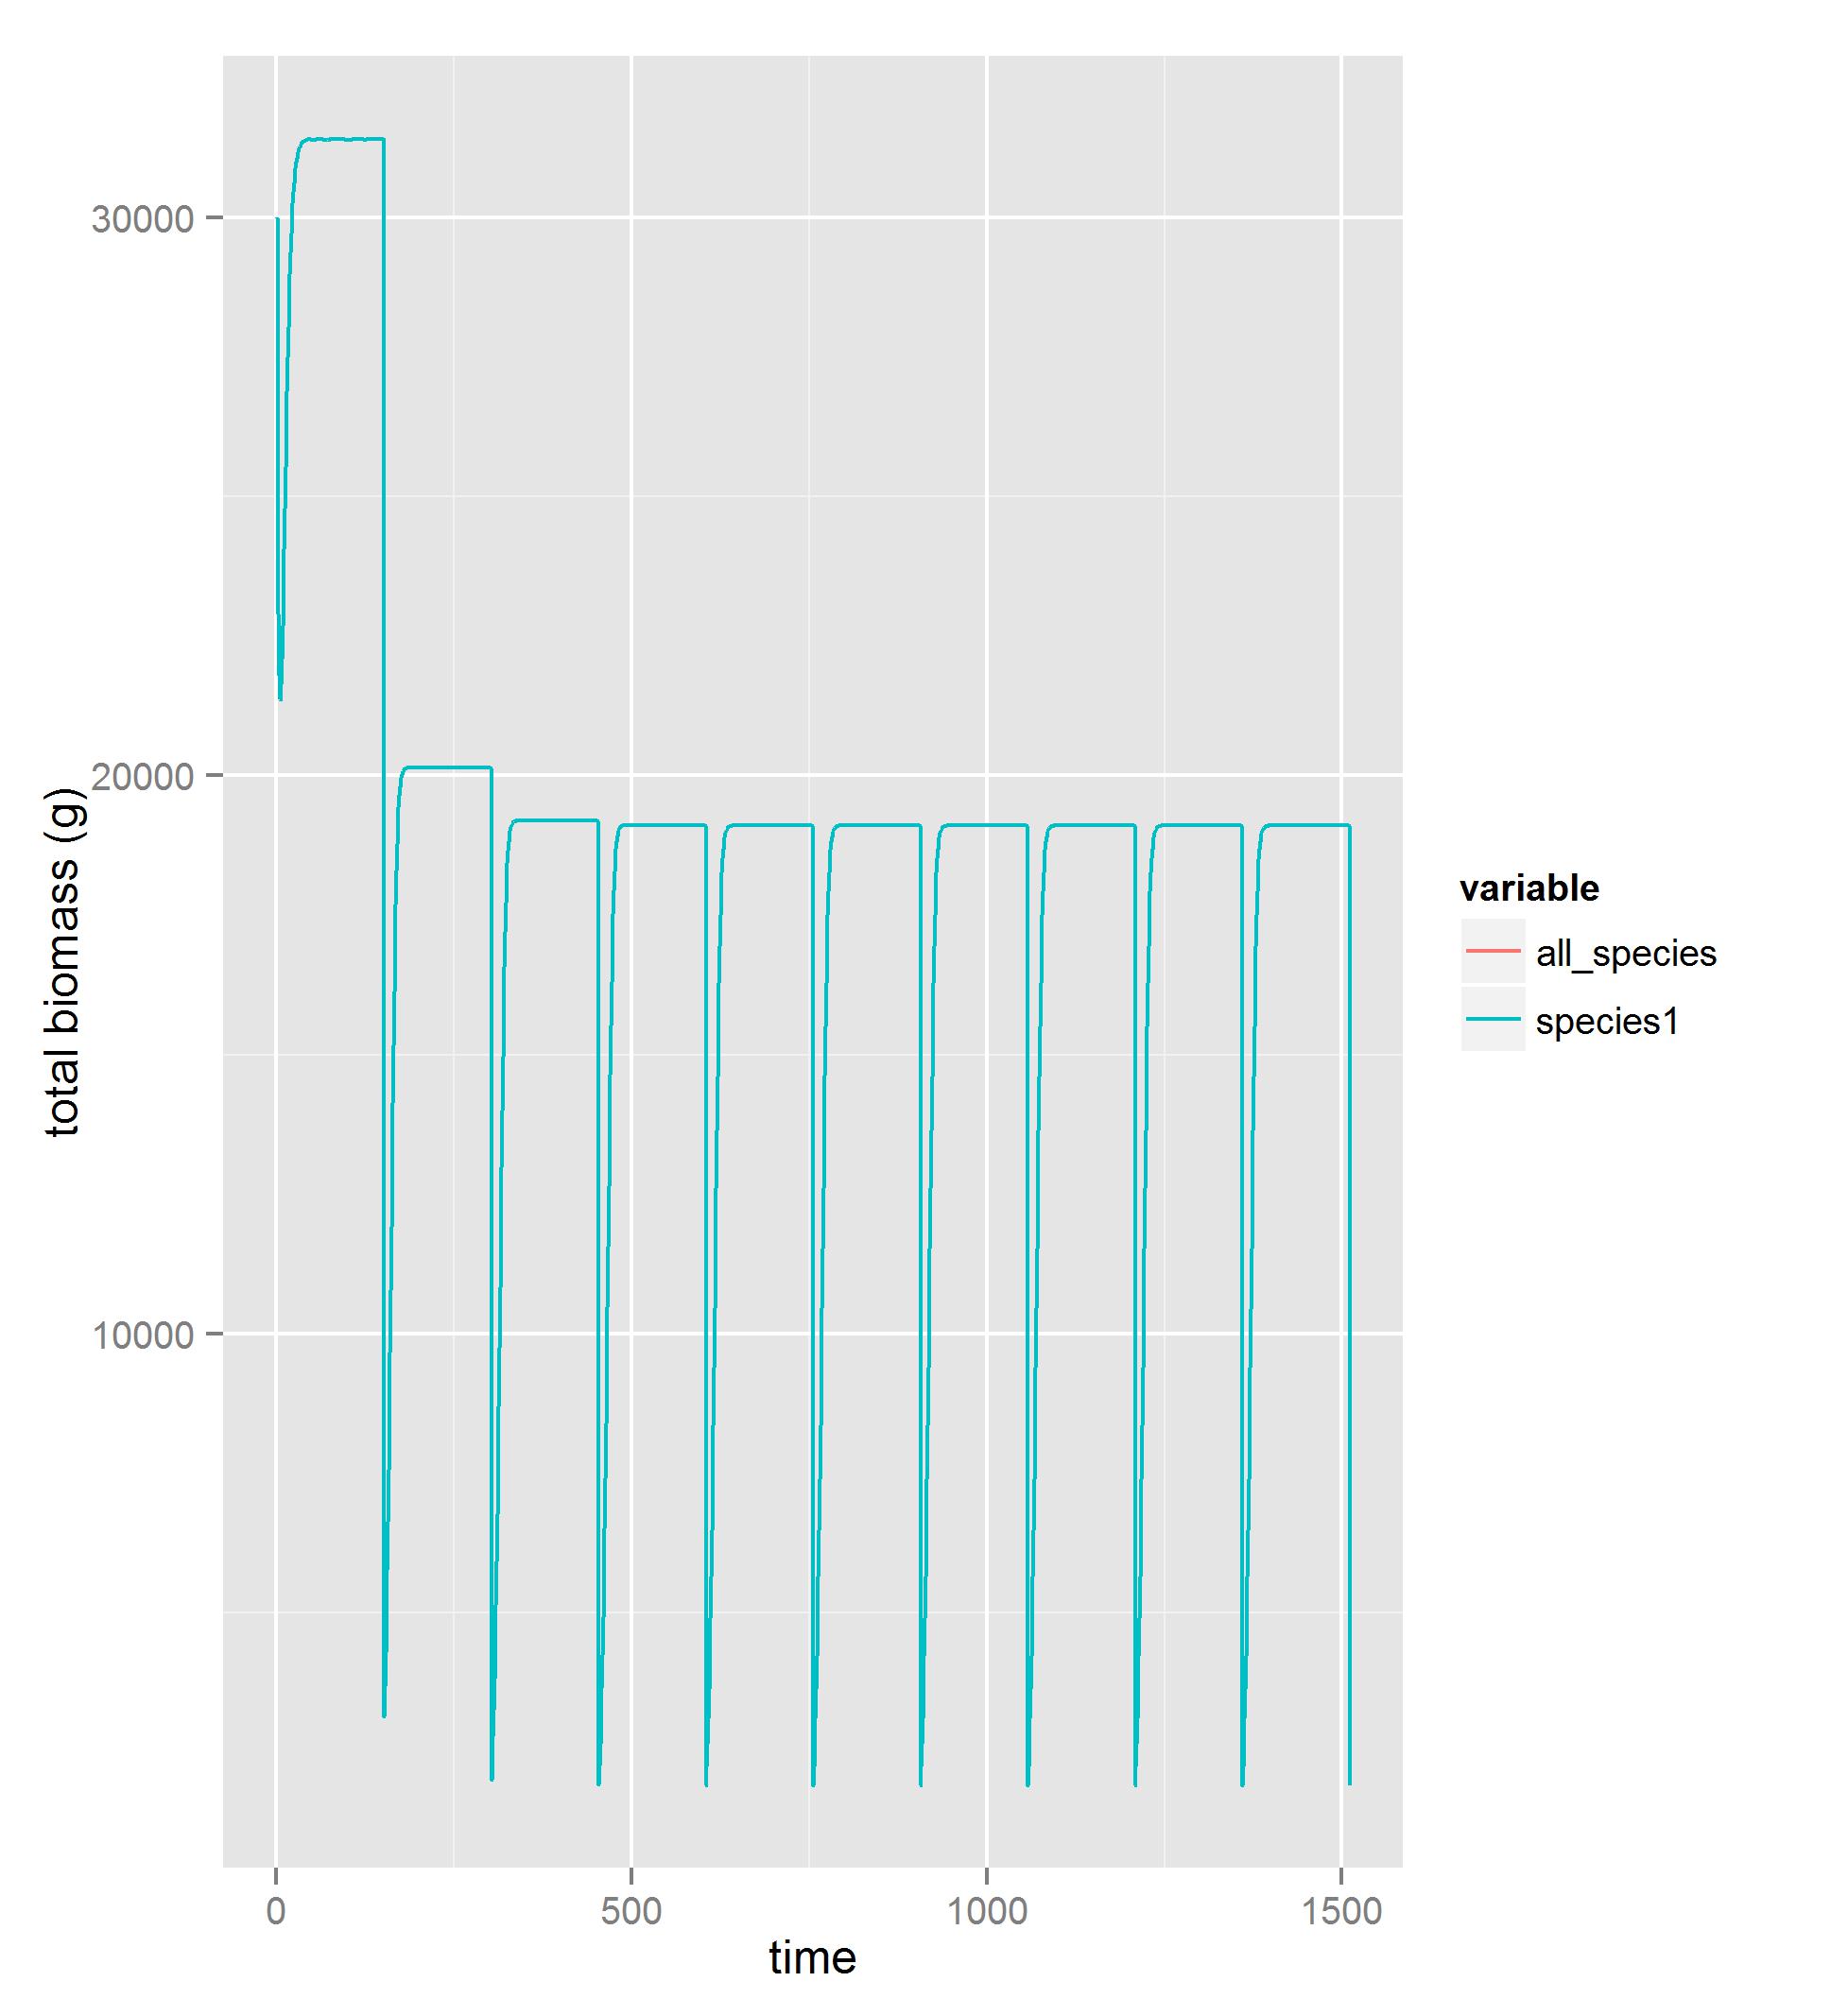 30000
20000
10000
total biomass (g)
0 500 1000 1500
time
variable
all_species
species1